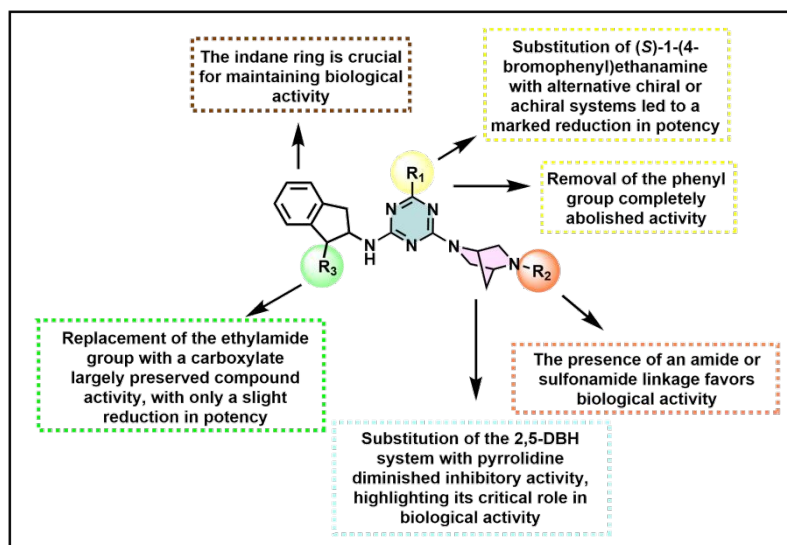 The indane ring is crucial
for maintaining biological
activity
Substitution of (S)-1-(4-
bromophenyl)ethanamine
with alternative chiral or
achiral systems led to a
marked reduction in potency
Removal of the phenyl
group completely
abolished activity
R1
N
N
N
N
H
N
N
R2
R3
Replacement of the ethylamide
group with a carboxylate
largely preserved compound
activity, with only a slight
reduction in potency
The presence of an amide or
sulfonamide linkage favors
biological activity
Substitution of the 2,5-DBH
system with pyrrolidine
diminished inhibitory activity,
highlighting its critical role in
biological activity